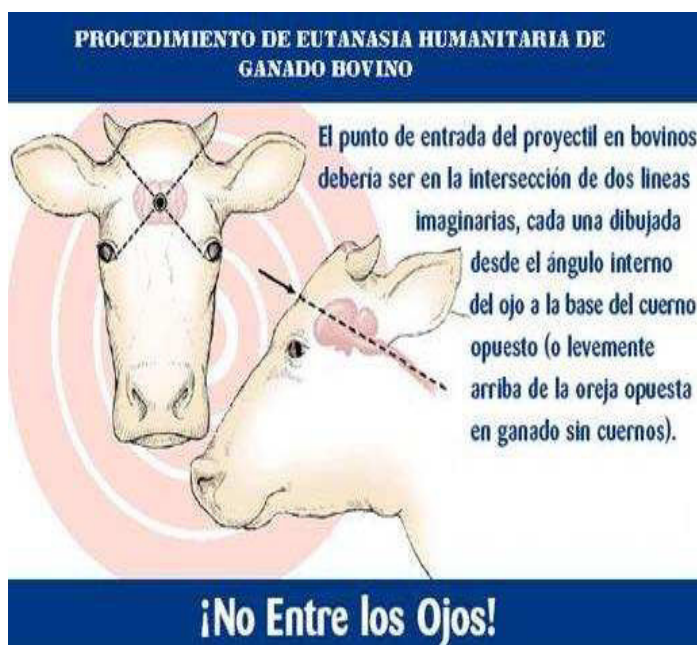 PROCEDIMIENTO DE EUTANASIA HUMANITARIA DE
GANADO BOVINO
El punto de entrada del proyectil en bovinos
debería ser en la intersección de dos líneas
imaginarias, cada una dibujada
desde el ángulo interno
del ojo a la base del cuerno
opuesto (o levemente
arriba de la oreja opuesta
en ganado sin cuernos).
¡No Entre los Ojos!